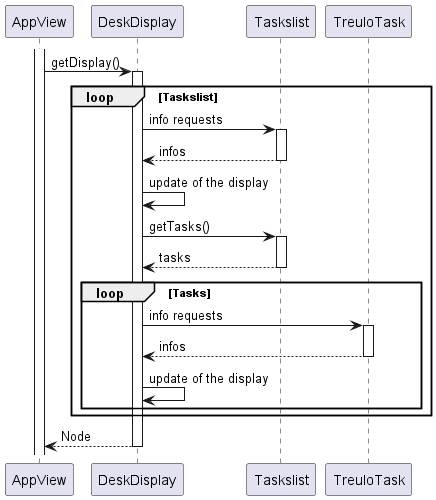 AppView DeskDisplay Taskslist TreuloTask
getDisplay()
loop [Taskslist]
info requests
infos
update of the display
getTasks()
tasks
loop [Tasks]
info requests
infos
update of the display
Node
AppView DeskDisplay Taskslist TreuloTask